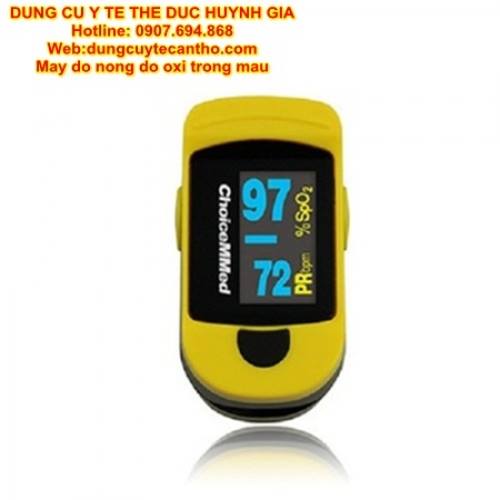 DUNG CU Y TE THE DUC HUYNH GIA
Hotline: 0907.694.868
Web:dungcuytecantho.com
May do nong do oxi trong mau
ChoiceMMed
97
%SpO2
72
PRbpm